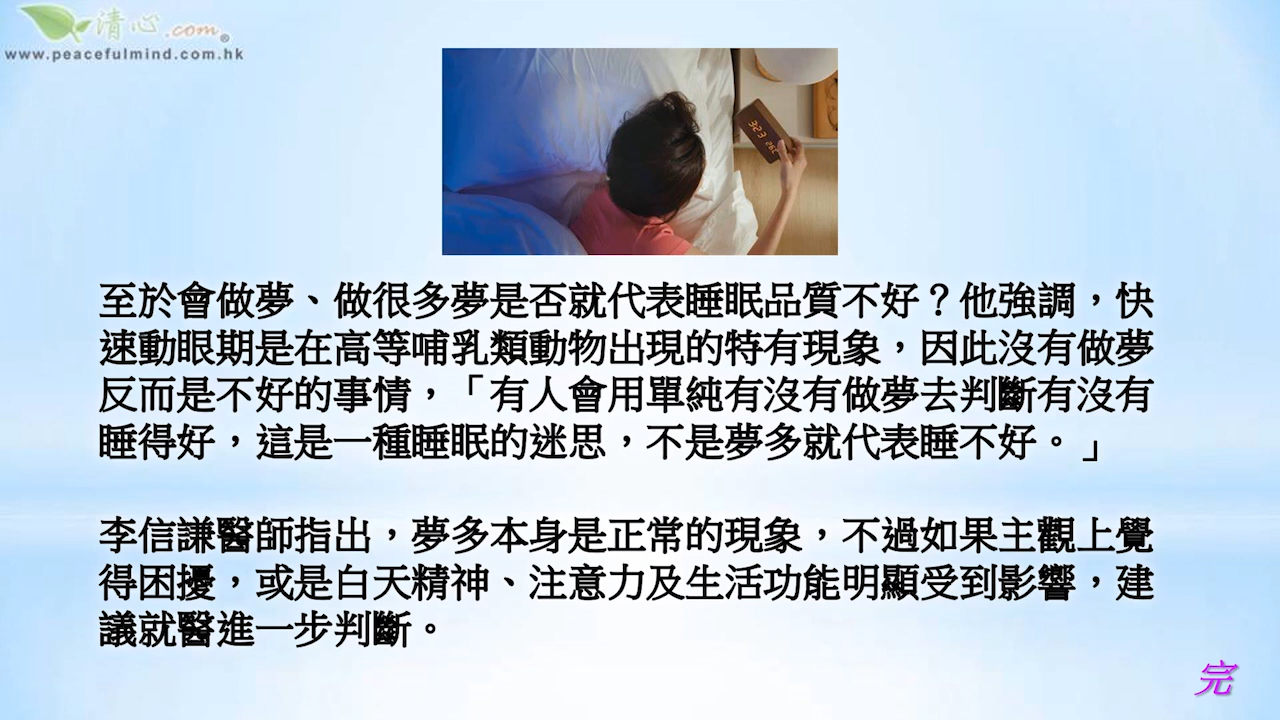 清心.com®
www.peacefulmind.com.hk
3:23
至於會做夢、做很多夢是否就代表睡眠品質不好？他強調，快
速動眼期是在高等哺乳類動物出現的特有現象，因此沒有做夢
反而是不好的事情，「有人會用單純有沒有做夢去判斷有沒有
睡得好，這是一種睡眠的迷思，不是夢多就代表睡不好。」
李信謙醫師指出，夢多本身是正常的現象，不過如果主觀上覺
得困擾，或是白天精神、注意力及生活功能明顯受到影響，建
議就醫進一步判斷。
完